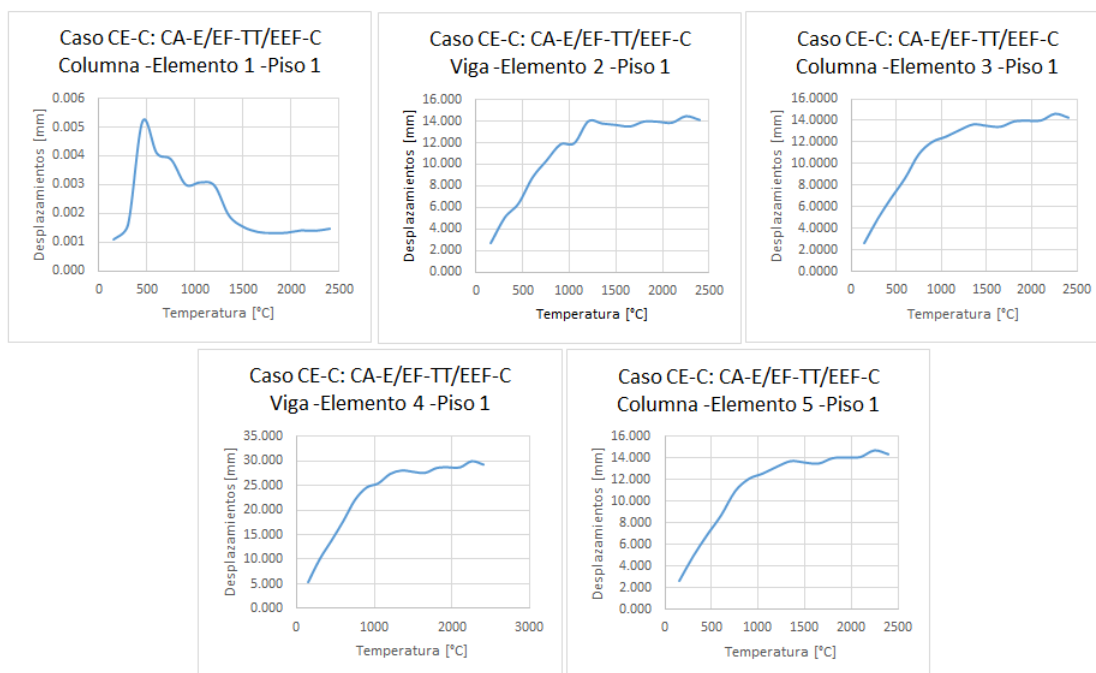 Caso CE-C: CA-E/EF-TT/EEF-C
Columna -Elemento 1 -Piso 1
Desplazamientos [mm]
0.006
0.005
0.004
0.003
0.002
0.001
0.000
0 500 1000 1500 2000 2500
Temperatura [°C]
Caso CE-C: CA-E/EF-TT/EEF-C
Viga -Elemento 2 -Piso 1
Desplazamientos [mm]
16.000
14.000
12.000
10.000
8.000
6.000
4.000
2.000
0.000
0 500 1000 1500 2000 2500
Temperatura [°C]
Caso CE-C: CA-E/EF-TT/EEF-C
Columna -Elemento 3 -Piso 1
Desplazamientos [mm]
16.0000
14.0000
12.0000
10.0000
8.0000
6.0000
4.0000
2.0000
0.0000
0 500 1000 1500 2000 2500
Temperatura [°C]
Caso CE-C: CA-E/EF-TT/EEF-C
Viga -Elemento 4 -Piso 1
Desplazamientos [mm]
35.000
30.000
25.000
20.000
15.000
10.000
5.000
0.000
0 1000 2000 3000
Temperatura [°C]
Caso CE-C: CA-E/EF-TT/EEF-C
Columna -Elemento 5 -Piso 1
Desplazamientos [mm]
16.000
14.000
12.000
10.000
8.000
6.000
4.000
2.000
0.000
0 500 1000 1500 2000 2500
Temperatura [°C]